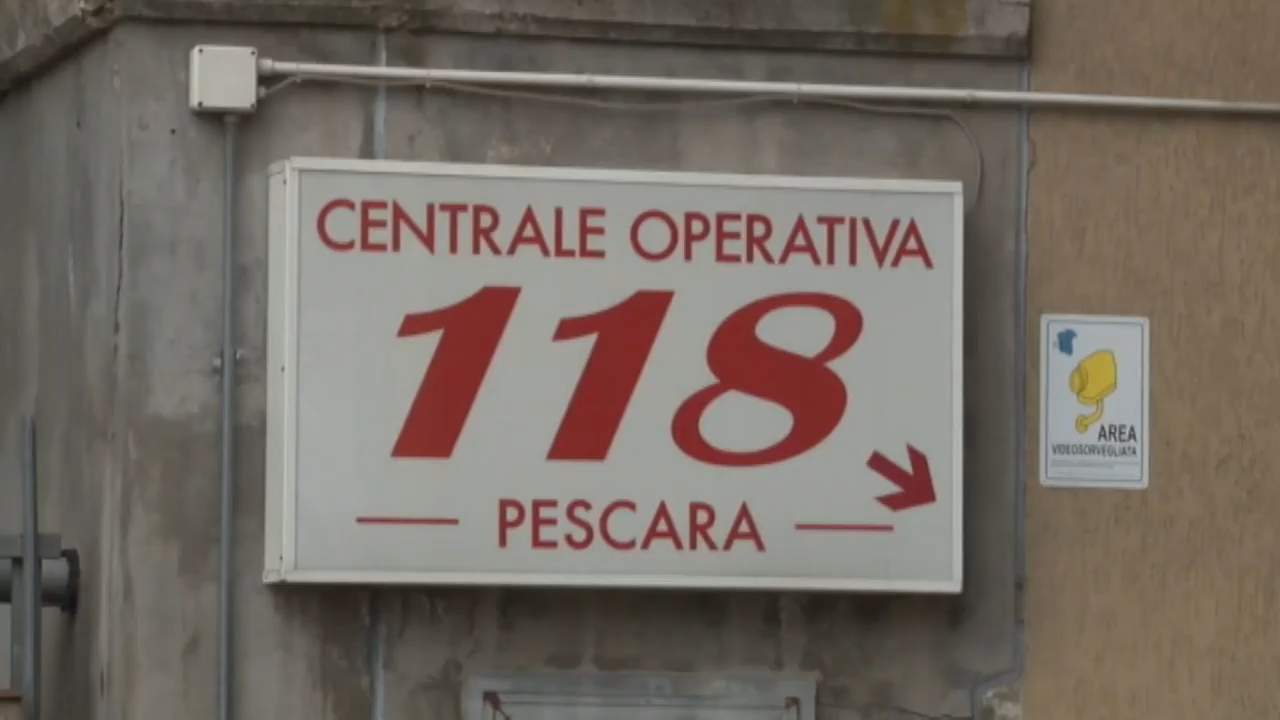 CENTRALE OPERATIVA
118
PESCARA
AREA
VIDEOSORVEGLIATA